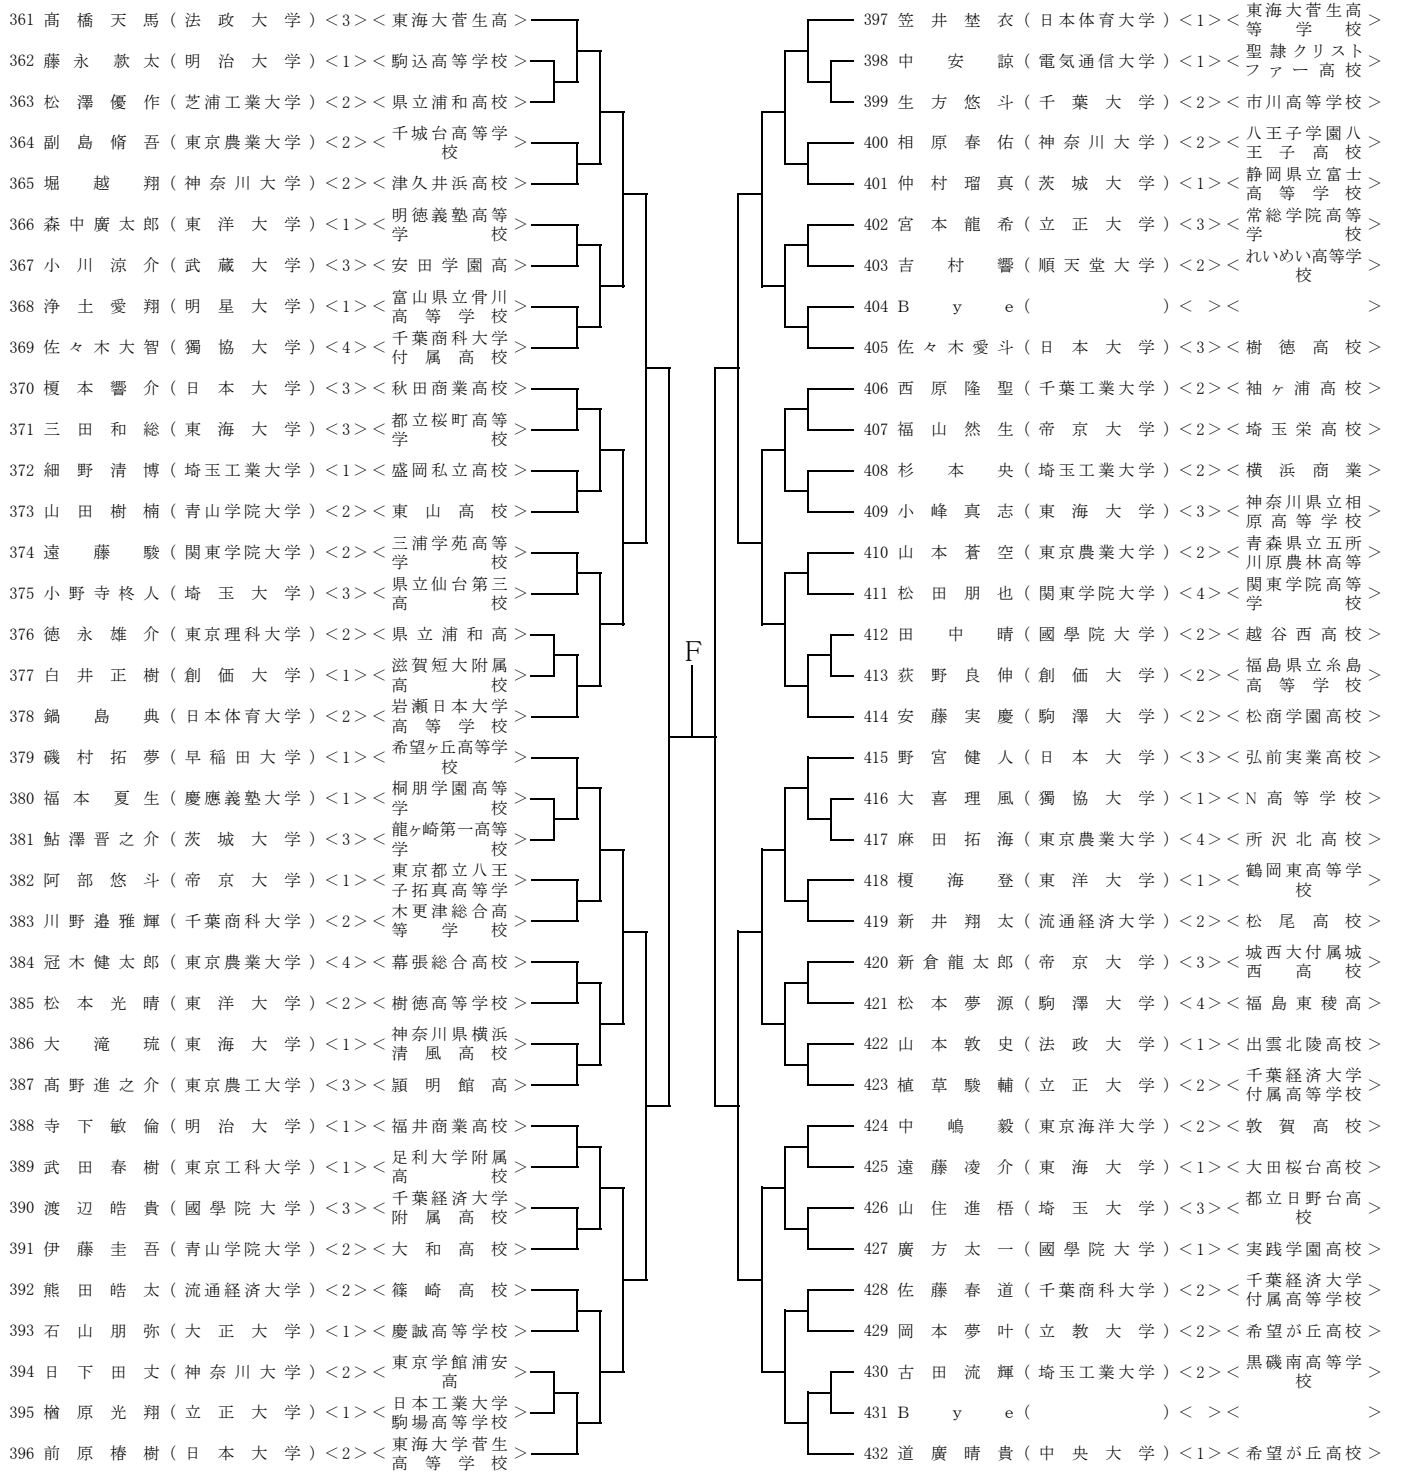 361 髙橋天馬 (法政大学) <3> <東海大菅生高>
362 藤永歖太 (明治大学) <1> <駒込高等学校>
363 松澤優作 (芝浦工業大学) <2> <県立浦和高校>
364 副島脩吾 (東京農業大学) <2> <千城台高等学校>
365 堀越翔 (神奈川大学) <2> <津久井浜高校>
366 森中廣太郎 (東洋大学) <1> <明徳義塾高等学校>
367 小川涼介 (武蔵大学) <3> <安田学園高>
368 浄土愛翔 (明星大学) <1> <富山県立骨川高等学校>
369 佐々木大智 (獨協大学) <4> <千葉商科大学付属高校>
370 榎本響介 (日本大学) <3> <秋田商業高校>
371 三田和総 (東海大学) <3> <都立桜町高等学校>
372 細野清博 (埼玉工業大学) <1> <盛岡私立高校>
373 山田樹楠 (青山学院大学) <2> <東山高校>
374 遠藤駿 (関東学院大学) <2> <三浦学苑高等学校>
375 小野寺柊人 (埼玉大学) <3> <県立仙台第三高校>
376 徳永雄介 (東京理科大学) <2> <県立浦和高>
377 白井正樹 (創価大学) <1> <滋賀短大附属高校>
378 鍋島典 (日本体育大学) <2> <岩瀬日本大学高等学校>
379 磯村拓夢 (早稲田大学) <1> <希望ヶ丘高等学校>
380 福本夏生 (慶應義塾大学) <1> <桐朋学園高等学校>
381 鮎澤晋之介 (茨城大学) <3> <龍ヶ崎第一高等学校>
382 阿部悠斗 (帝京大学) <1> <東京都立八王子拓真高等学>
383 川野邉雅輝 (千葉商科大学) <2> <木更津総合高等学校>
384 冠木健太郎 (東京農業大学) <4> <幕張総合高校>
385 松本光晴 (東洋大学) <2> <樹徳高等学校>
386 大滝琉 (東海大学) <1> <神奈川県横浜清風高校>
387 髙野進之介 (東京農工大学) <3> <穎明館高>
388 寺下敏倫 (明治大学) <1> <福井商業高校>
389 武田春樹 (東京工科大学) <1> <足利大学附属高校>
390 渡辺皓貴 (國學院大学) <3> <千葉経済大学附属高校>
391 伊藤圭吾 (青山学院大学) <2> <大和高校>
392 熊田皓太 (流通経済大学) <2> <篠崎高校>
393 石山朋弥 (大正大学) <1> <慶誠高等学校>
394 日下田丈 (神奈川大学) <2> <東京学館浦安高>
395 楢原光翔 (立正大学) <1> <日本工業大学駒場高等学校>
396 前原椿樹 (日本大学) <2> <東海大学菅生高等学校>
F
397 笠井埜衣 (日本体育大学) <1> <東海大菅生高等学校>
398 中安諒 (電気通信大学) <1> <聖隷クリストファー高校>
399 生方悠斗 (千葉大学) <2> <市川高等学校>
400 相原春佑 (神奈川大学) <2> <八王子学園八王子高校>
401 仲村瑠真 (茨城大学) <1> <静岡県立富士高等学校>
402 宮本龍希 (立正大学) <3> <常総学院高等学校>
403 吉村響 (順天堂大学) <2> <れいめい高等学校>
404 Bye ( ) < > < >
405 佐々木愛斗 (日本大学) <3> <樹徳高校>
406 西原隆聖 (千葉工業大学) <2> <袖ヶ浦高校>
407 福山然生 (帝京大学) <2> <埼玉栄高校>
408 杉本央 (埼玉工業大学) <2> <横浜商業>
409 小峰真志 (東海大学) <3> <神奈川県立相原高等学校>
410 山本蒼空 (東京農業大学) <2> <青森県立五所川原農林高等>
411 松田朋也 (関東学院大学) <4> <関東学院高等学校>
412 田中晴 (國學院大学) <2> <越谷西高校>
413 荻野良伸 (創価大学) <2> <福島県立糸島高等学校>
414 安藤実慶 (駒澤大学) <2> <松商学園高校>
415 野宮健人 (日本大学) <3> <弘前実業高校>
416 大喜理風 (獨協大学) <1> <N高等学校>
417 麻田拓海 (東京農業大学) <4> <所沢北高校>
418 榎海登 (東洋大学) <1> <鶴岡東高等学校>
419 新井翔太 (流通経済大学) <2> <松尾高校>
420 新倉龍太郎 (帝京大学) <3> <城西大付属城西高校>
421 松本夢源 (駒澤大学) <4> <福島東稜高>
422 山本敦史 (法政大学) <1> <出雲北陵高校>
423 植草駿輔 (立正大学) <2> <千葉経済大学付属高等学校>
424 中嶋毅 (東京海洋大学) <2> <敦賀高校>
425 遠藤凌介 (東海大学) <1> <大田桜台高校>
426 山住進梧 (埼玉大学) <3> <都立日野台高校>
427 廣方太一 (國學院大学) <1> <実践学園高校>
428 佐藤春道 (千葉商科大学) <2> <千葉経済大学付属高等学校>
429 岡本夢叶 (立教大学) <2> <希望が丘高校>
430 古田流輝 (埼玉工業大学) <2> <黒磯南高等学校>
431 Bye ( ) < > < >
432 道廣晴貴 (中央大学) <1> <希望が丘高校>